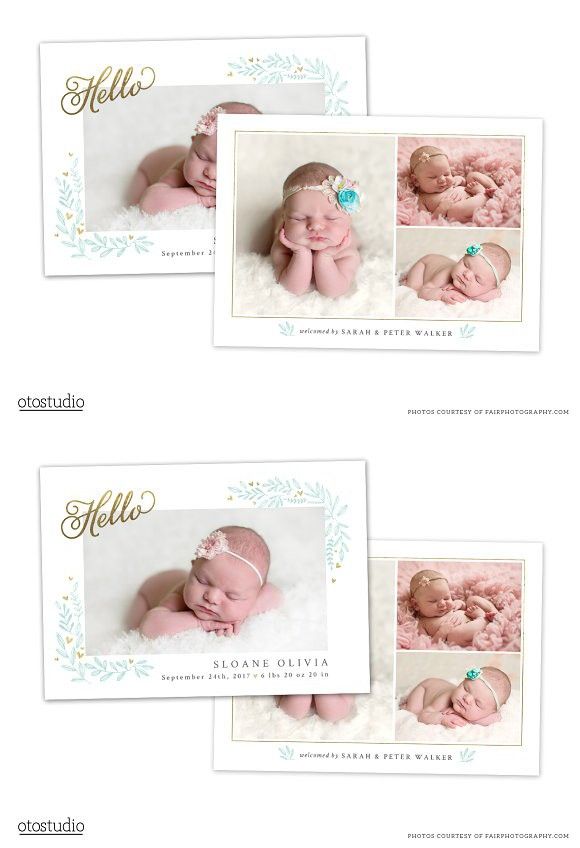 Hello
S
September 24
welcomed by SARAH & PETER WALKER
otostudio
PHOTOS COURTESY OF FAIRPHOTOGRAPHY.COM
Hello
SLOANE OLIVIA
September 24th, 2017 ♥ 6 lbs 20 oz 20 in
welcomed by SARAH & PETER WALKER
otostudio
PHOTOS COURTESY OF FAIRPHOTOGRAPHY.COM